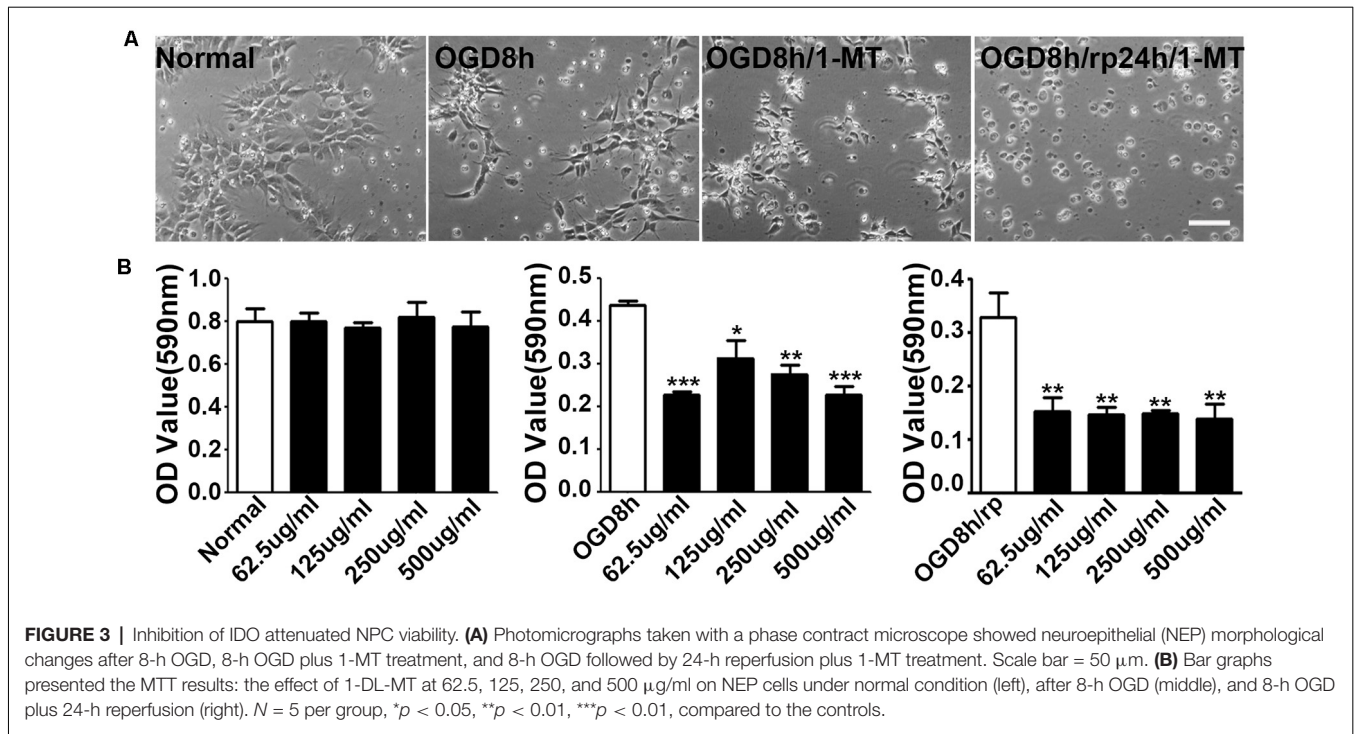 A
Normal
OGD8h
OGD8h/1-MT
OGD8h/rp24h/1-MT
B
OD Value(590nm)
1.0
0.8
0.8
0.4
0.2
0.0
Normal
62.5ug/ml
125ug/ml
250ug/ml
500ug/ml
OD Value(590nm)
0.5
0.4
0.3
0.2
0.1
0.0
***
*
**
***
OGD8h
62.5ug/ml
125ug/ml
250ug/ml
500ug/ml
OD Value(590nm)
0.4
0.3
0.2
0.1
0.0
**
**
**
**
OGD8h/rp
62.5ug/ml
125ug/ml
250ug/ml
500ug/ml
FIGURE 3 | Inhibition of IDO attenuated NPC viability. (A) Photomicrographs taken with a phase contract microscope showed neuroepithelial (NEP) morphological
changes after 8-h OGD, 8-h OGD plus 1-MT treatment, and 8-h OGD followed by 24-h reperfusion plus 1-MT treatment. Scale bar = 50 μm. (B) Bar graphs
presented the MTT results: the effect of 1-DL-MT at 62.5, 125, 250, and 500 μg/ml on NEP cells under normal condition (left), after 8-h OGD (middle), and 8-h OGD
plus 24-h reperfusion (right). N = 5 per group, *p < 0.05, **p < 0.01, ***p < 0.01, compared to the controls.